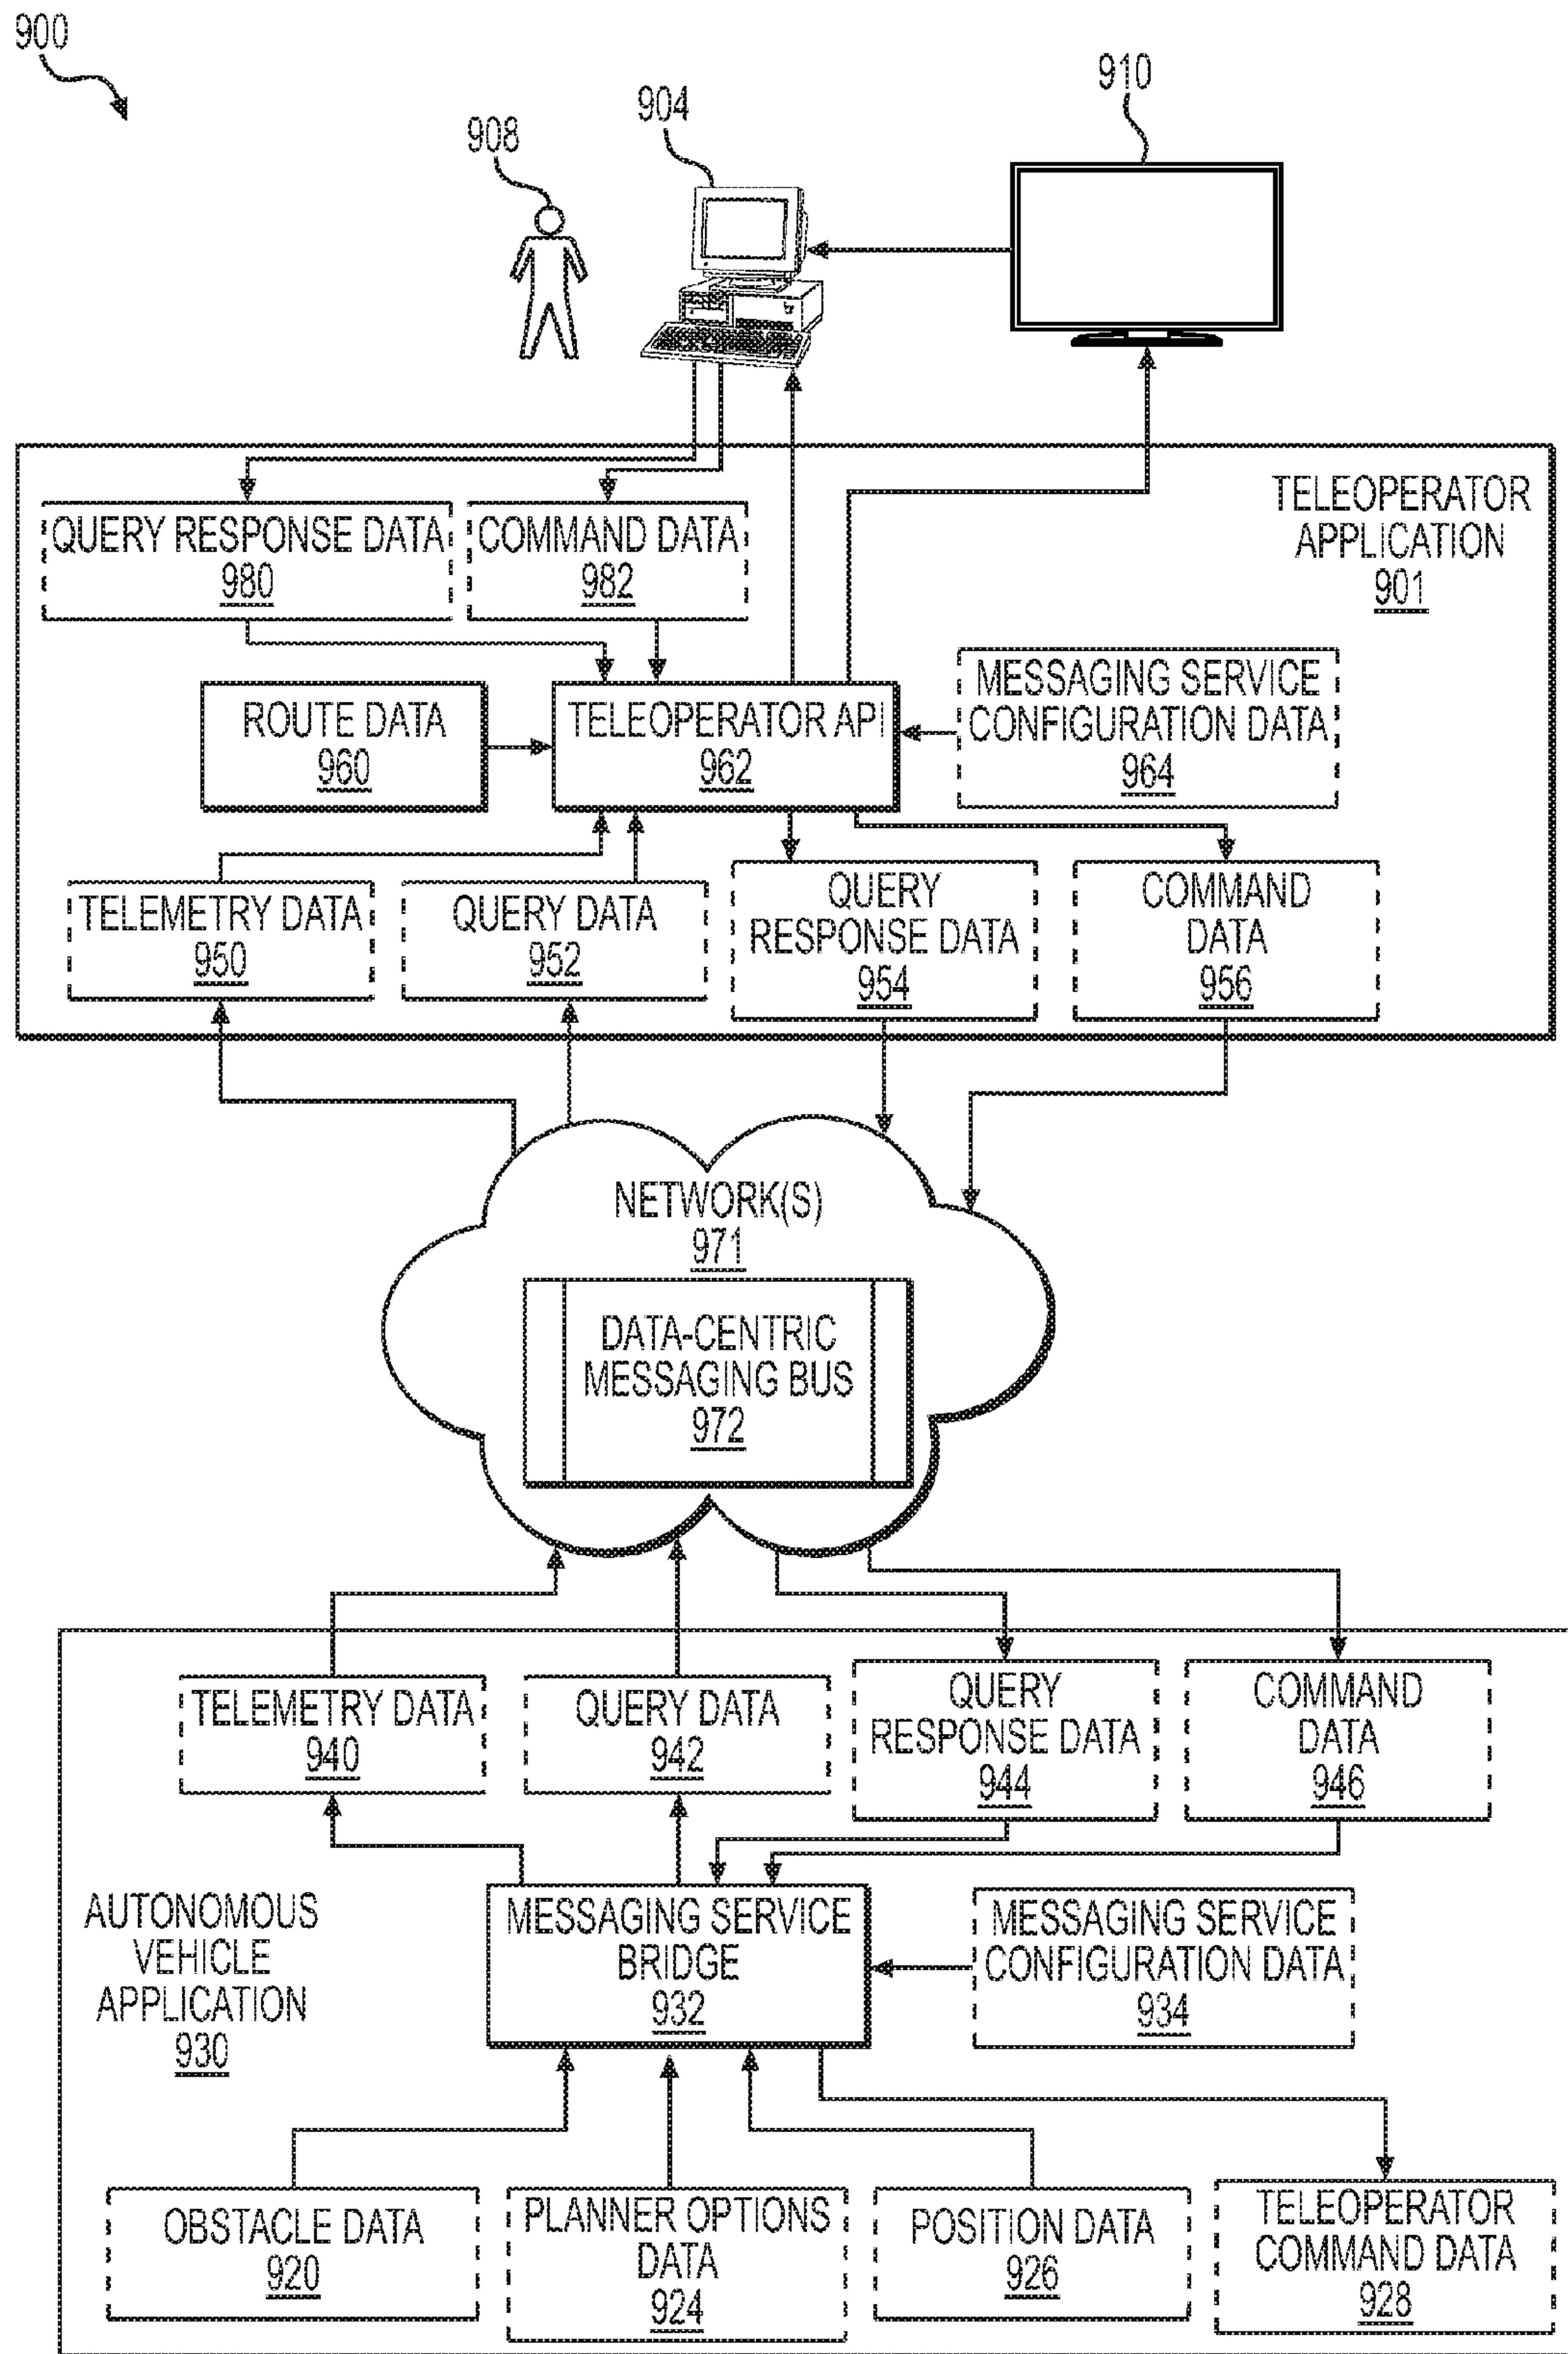 900
910
904
908
TELEOPERATOR
APPLICATION
901
QUERY RESPONSE DATA
980
COMMAND DATA
982
ROUTE DATA
960
TELEOPERATOR API
962
MESSAGING SERVICE
CONFIGURATION DATA
964
TELEMETRY DATA
950
QUERY DATA
952
QUERY
RESPONSE DATA
954
COMMAND
DATA
956
NETWORK(S)
971
DATA-CENTRIC
MESSAGING BUS
972
TELEMETRY DATA
940
QUERY DATA
942
QUERY
RESPONSE DATA
944
COMMAND
DATA
946
AUTONOMOUS
VEHICLE
APPLICATION
930
MESSAGING SERVICE
BRIDGE
932
MESSAGING SERVICE
CONFIGURATION DATA
934
OBSTACLE DATA
920
PLANNER OPTIONS
DATA
924
POSITION DATA
926
TELEOPERATOR
COMMAND DATA
928